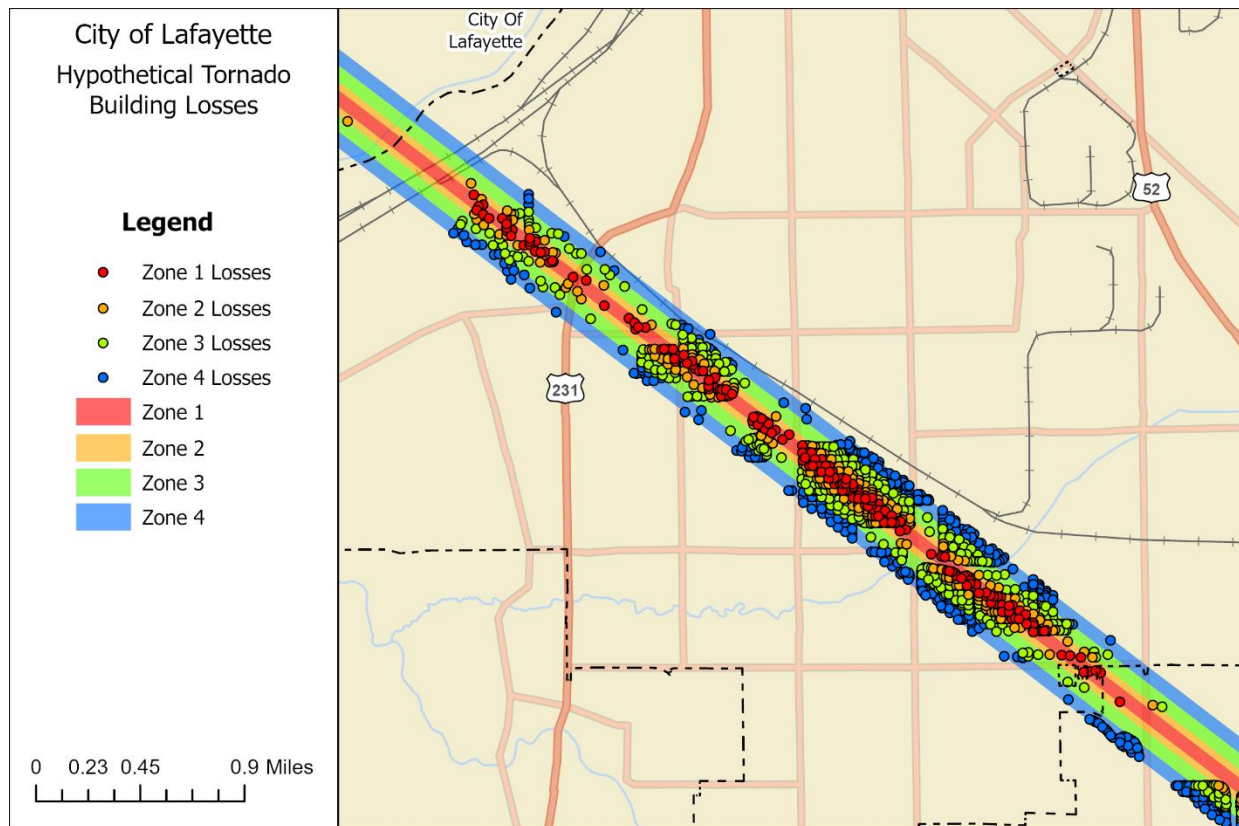 City of Lafayette
Hypothetical Tornado
Building Losses
Legend
Zone 1 Losses
Zone 2 Losses
Zone 3 Losses
Zone 4 Losses
Zone 1
Zone 2
Zone 3
Zone 4
0 0.23 0.45 0.9 Miles
City Of
Lafayette
52
231